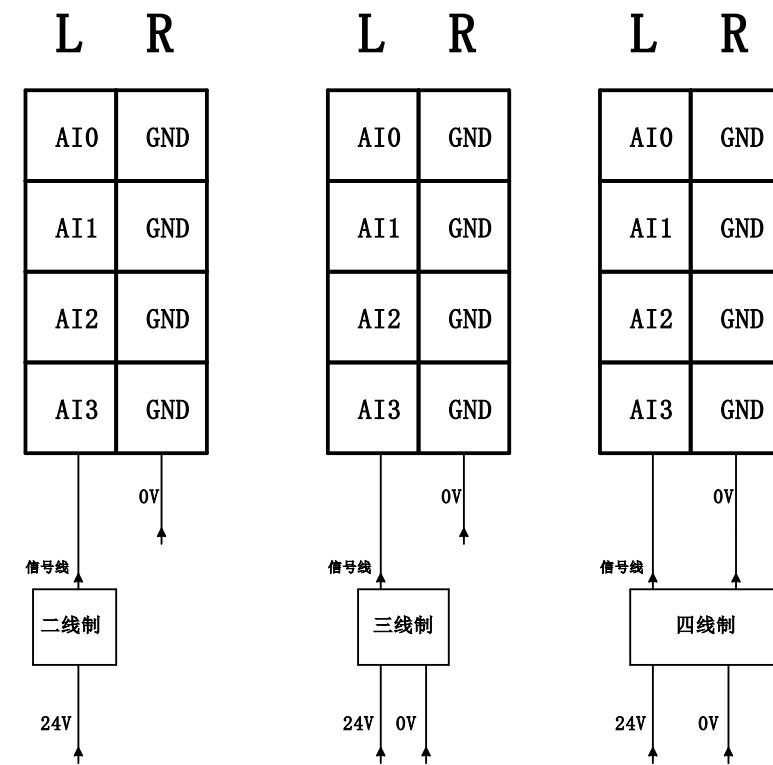 L R L R L R
AI0 GND AI0 GND AI0 GND
AI1 GND AI1 GND AI1 GND
AI2 GND AI2 GND AI2 GND
AI3 GND AI3 GND AI3 GND
0V 0V 0V
信号线 信号线 信号线
二线制 三线制 四线制
24V 24V 0V 24V 0V